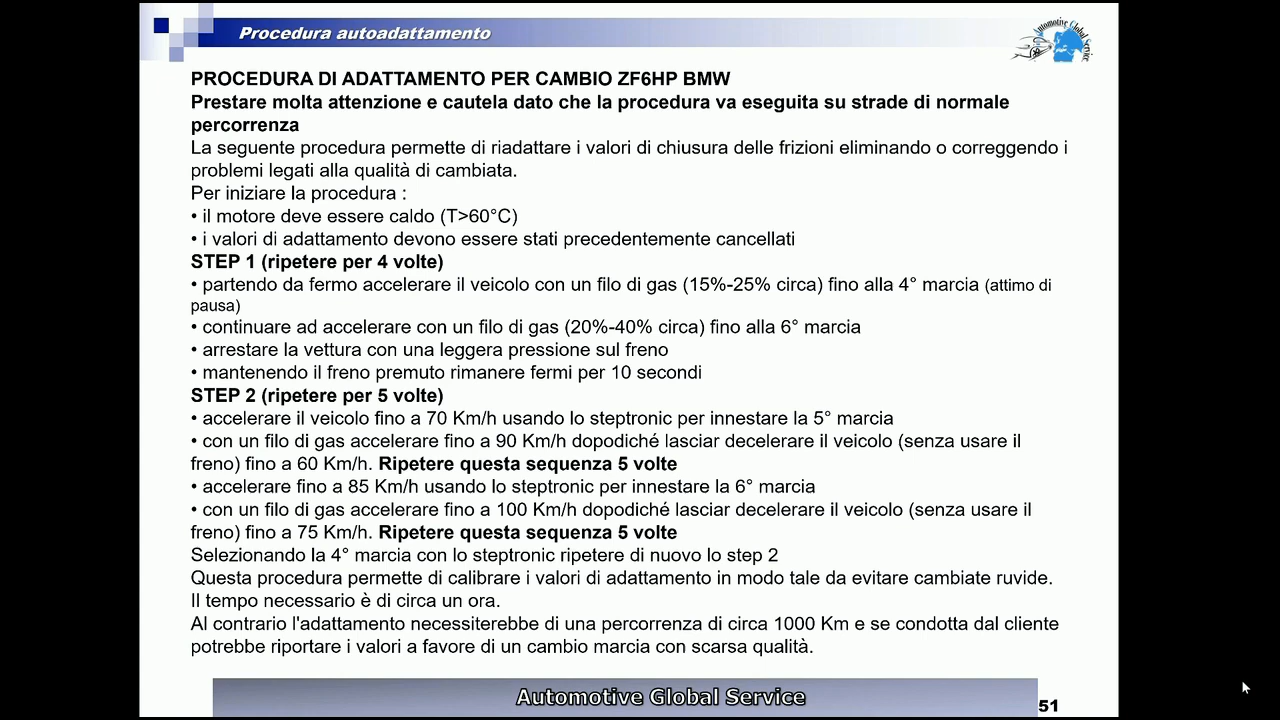 Procedura autoadattamento
Automotive Global Service
PROCEDURA DI ADATTAMENTO PER CAMBIO ZF6HP BMW
Prestare molta attenzione e cautela dato che la procedura va eseguita su strade di normale
percorrenza
La seguente procedura permette di riadattare i valori di chiusura delle frizioni eliminando o correggendo i
problemi legati alla qualità di cambiata.
Per iniziare la procedura :
• il motore deve essere caldo (T>60°C)
• i valori di adattamento devono essere stati precedentemente cancellati
STEP 1 (ripetere per 4 volte)
• partendo da fermo accelerare il veicolo con un filo di gas (15%-25% circa) fino alla 4° marcia (attimo di
pausa)
• continuare ad accelerare con un filo di gas (20%-40% circa) fino alla 6° marcia
• arrestare la vettura con una leggera pressione sul freno
• mantenendo il freno premuto rimanere fermi per 10 secondi
STEP 2 (ripetere per 5 volte)
• accelerare il veicolo fino a 70 Km/h usando lo steptronic per innestare la 5° marcia
• con un filo di gas accelerare fino a 90 Km/h dopodiché lasciar decelerare il veicolo (senza usare il
freno) fino a 60 Km/h. Ripetere questa sequenza 5 volte
• accelerare fino a 85 Km/h usando lo steptronic per innestare la 6° marcia
• con un filo di gas accelerare fino a 100 Km/h dopodiché lasciar decelerare il veicolo (senza usare il
freno) fino a 75 Km/h. Ripetere questa sequenza 5 volte
Selezionando la 4° marcia con lo steptronic ripetere di nuovo lo step 2
Questa procedura permette di calibrare i valori di adattamento in modo tale da evitare cambiate ruvide.
Il tempo necessario è di circa un ora.
Al contrario l'adattamento necessiterebbe di una percorrenza di circa 1000 Km e se condotta dal cliente
potrebbe riportare i valori a favore di un cambio marcia con scarsa qualità.
Automotive Global Service
51